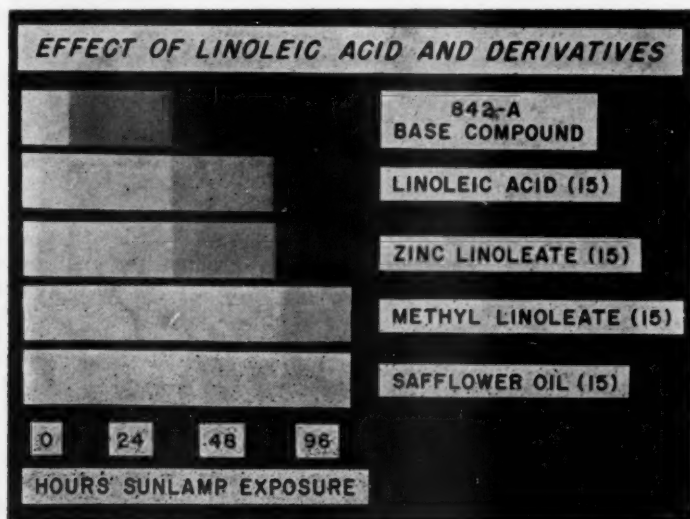 EFFECT OF LINOLEIC ACID AND DERIVATIVES
842-A
BASE COMPOUND
LINOLEIC ACID (15)
ZINC LINOLEATE (15)
METHYL LINOLEATE (15)
SAFFLOWER OIL (15)
0 24 48 96
HOURS' SUNLAMP EXPOSURE